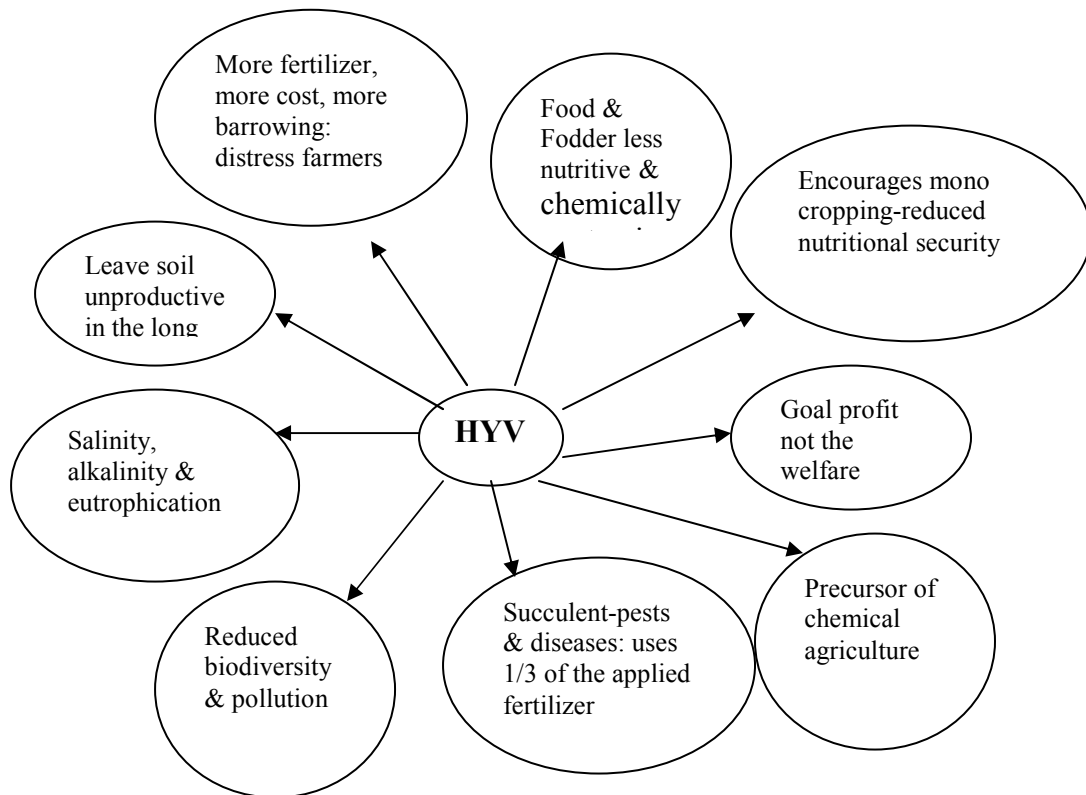 More fertilizer,
more cost, more
barrowing:
distress farmers
Food &
Fodder less
nutritive &
chemically
Encourages mono
cropping-reduced
nutritional security
Leave soil
unproductive
in the long
HYV
Goal profit
not the
welfare
Salinity,
alkalinity &
eutrophication
Precursor of
chemical
agriculture
Succulent-pests
& diseases: uses
1/3 of the applied
fertilizer
Reduced
biodiversity
& pollution